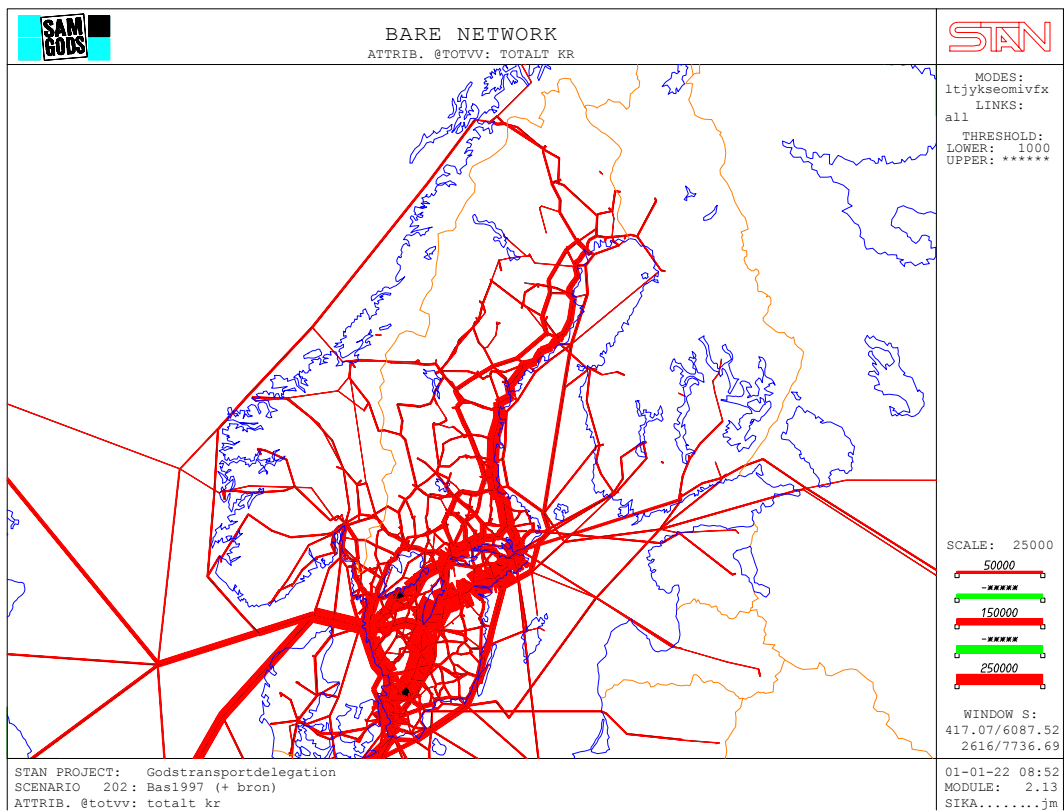 SAM
GODS
BARE NETWORK
ATTRIB. @TOTVV: TOTALT KR
STAN
MODES:
ltjykseomivfx
LINKS:
all
THRESHOLD:
LOWER: 1000
UPPER: ******
SCALE: 25000
50000
-*****
150000
-*****
250000
WINDOW S:
417.07/6087.52
2616/7736.69
STAN PROJECT: Godstransportdelegation
SCENARIO 202: Bas1997 (+ bron)
ATTRIB. @totvv: totalt kr
01-01-22 08:52
MODULE: 2.13
SIKA.......jm